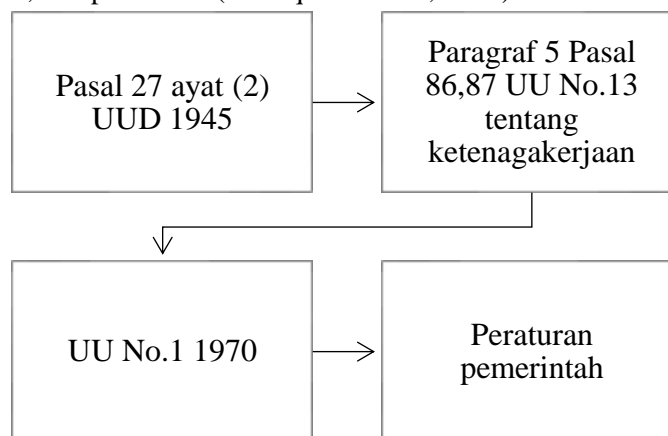 Pasal 27 ayat (2)
UUD 1945
Paragraf 5 Pasal
86,87 UU No.13
tentang
ketenagakerjaan
UU No.1 1970
Peraturan
pemerintah